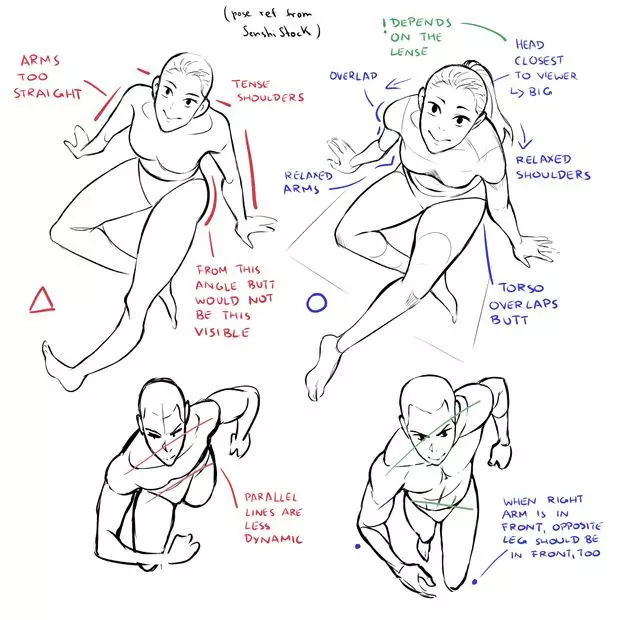 (pose ref from
SenshiStock)
ARMS
TOO
STRAIGHT
TENSE
SHOULDERS
FROM THIS
ANGLE BUTT
WOULD NOT
BE THIS
VISIBLE
! DEPENDS
ON THE
LENSE
OVERLAP
HEAD
CLOSEST
TO VIEWER
↳ BIG
RELAXED
ARMS
RELAXED
SHOULDERS
TORSO
OVERLAPS
BUTT
PARALLEL
LINES ARE
LESS
DYNAMIC
WHEN RIGHT
ARM IS IN
FRONT, OPPOSITE
LEG SHOULD BE
IN FRONT, TOO